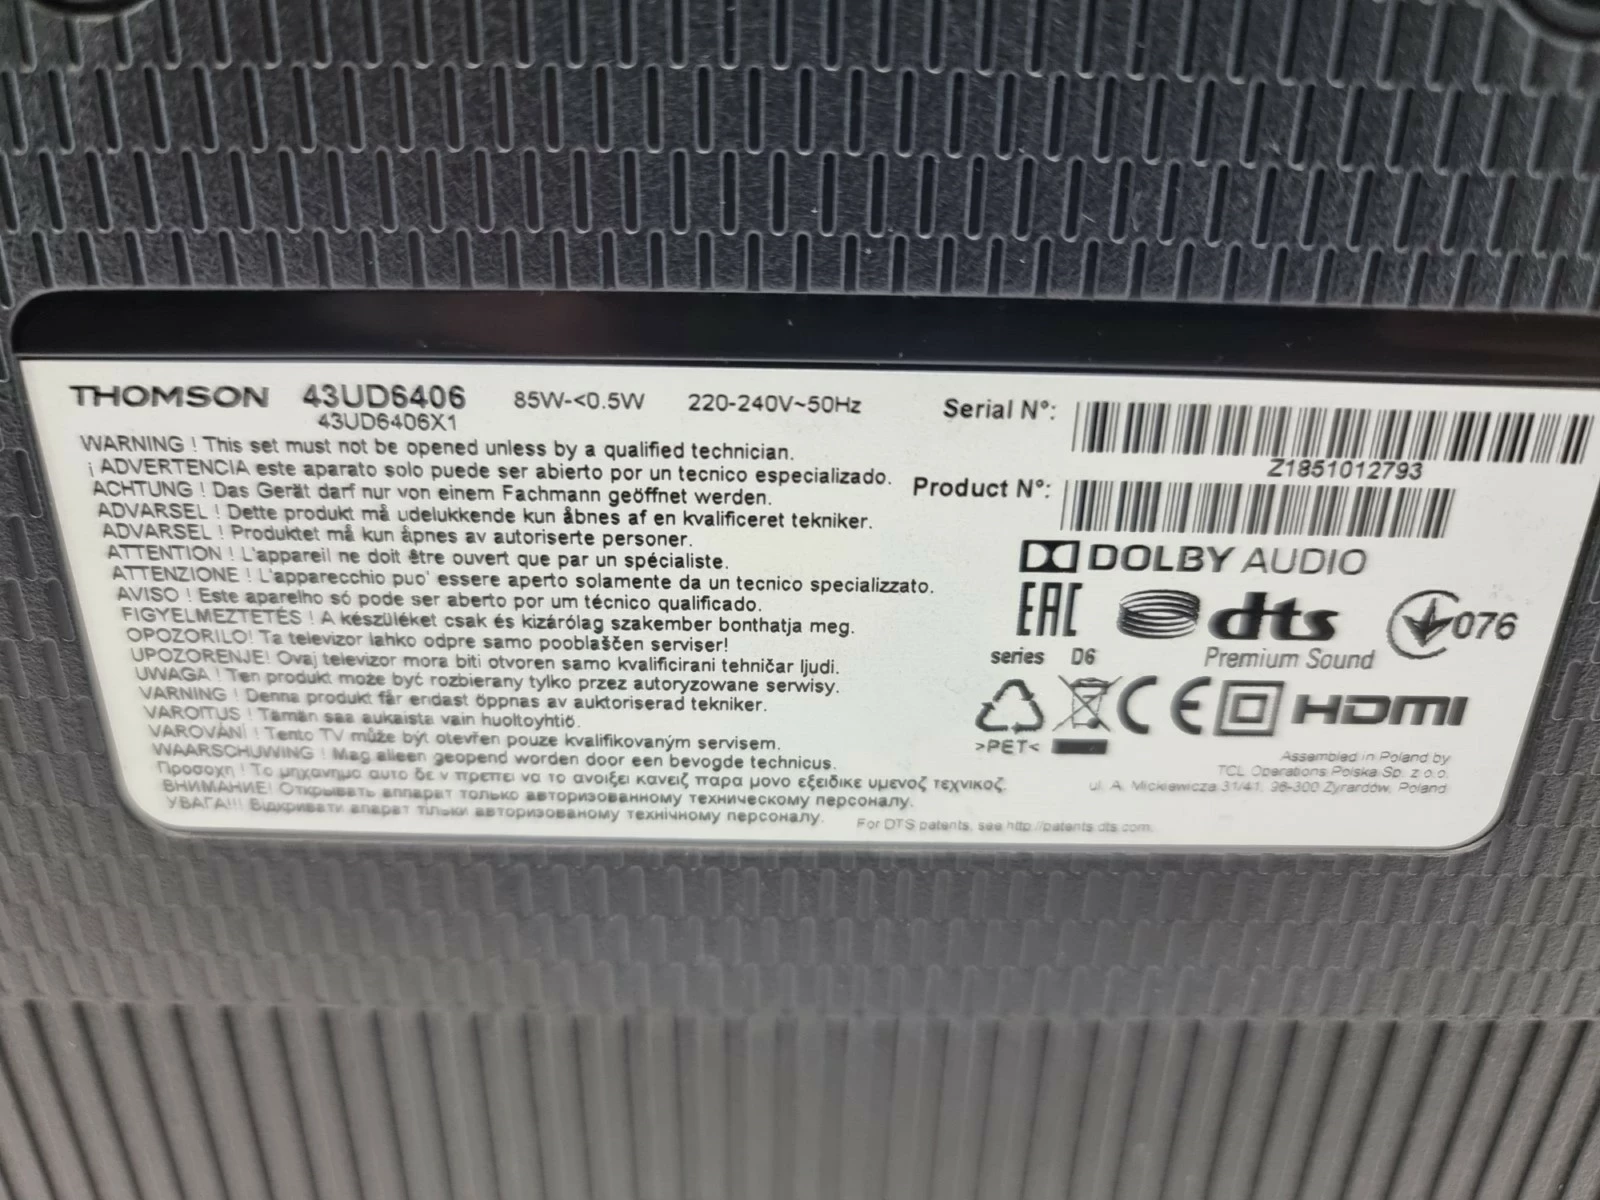 THOMSON 43UD6406 85W-<0.5W 220-240V~50Hz
43UD6406X1
WARNING ! This set must not be opened unless by a qualified technician.
¡ ADVERTENCIA este aparato solo puede ser abierto por un tecnico especializado.
ACHTUNG ! Das Gerät darf nur von einem Fachmann geöffnet werden.
ADVARSEL ! Dette produkt må udelukkende kun åbnes af en kvalificeret tekniker.
ADVARSEL ! Produktet må kun åpnes av autoriserte personer.
ATTENTION ! L'appareil ne doit être ouvert que par un spécialiste.
ATTENZIONE ! L'apparecchio puo' essere aperto solamente da un tecnico specializzato.
AVISO ! Este aparelho só pode ser aberto por um técnico qualificado.
FIGYELMEZTETÉS ! A készüléket csak és kizárólag szakember bonthatja meg.
OPOZORILO! Ta televizor lahko odpre samo pooblaščen serviser!
UPOZORENJE! Ovaj televizor mora biti otvoren samo kvalificirani tehničar ljudi.
UWAGA ! Ten produkt może być rozbierany tylko przez autoryzowane serwisy.
VARNING ! Denna produkt får endast öppnas av auktoriserad tekniker.
VAROITUS ! Tämän saa aukaista vain huoltoyhtiö.
VAROVÁNÍ ! Tento TV může být otevřen pouze kvalifikovaným servisem.
WAARSCHUWING ! Mag alleen geopend worden door een bevogde technicus.
Προσοχη ! Το μηχανημα αυτο δε ν πρεπει να το ανοιξει κανεις παρα μονο εξειδικε υμενος τεχνικος.
ВНИМАНИЕ! Открывать аппарат только авторизованному техническому персоналу.
УВАГА!!! Відкривати апарат тільки авторизованому технічному персоналу.
Serial N°:
Z1851012793
Product N°:
DOLBY AUDIO
EAC dts 076
series D6 Premium Sound
CE HDMI
>PET<
Assembled in Poland by
TCL Operations Polska Sp. z o.o.
ul. A. Mickiewicza 31/41, 96-300 Żyrardów, Poland
For DTS patents, see http://patents.dts.com.